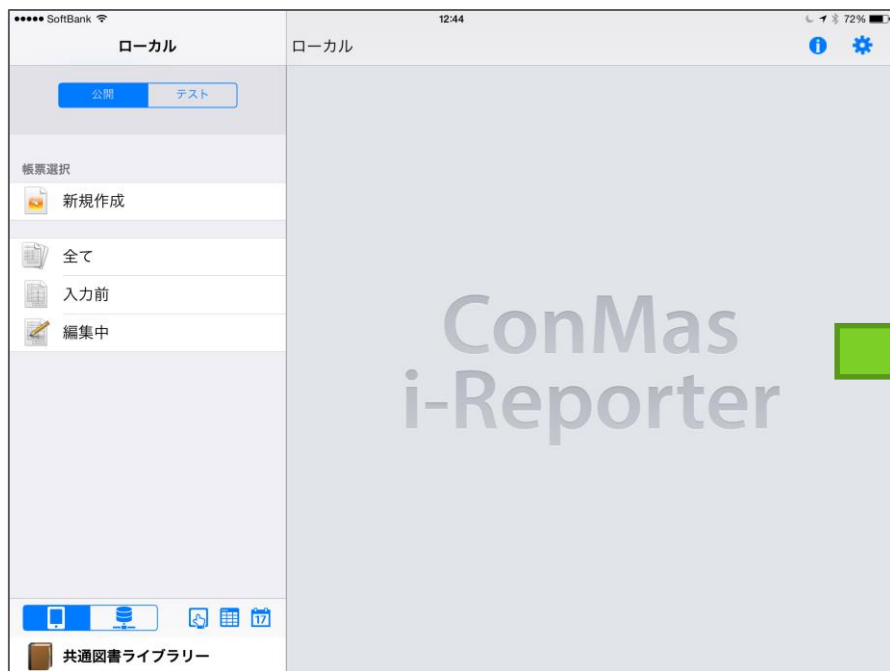 SoftBank 12:44 72%
ローカル ローカル
公開 テスト
帳票選択
新規作成
全て
入力前
編集中
ConMas
i-Reporter
17
共通図書ライブラリー